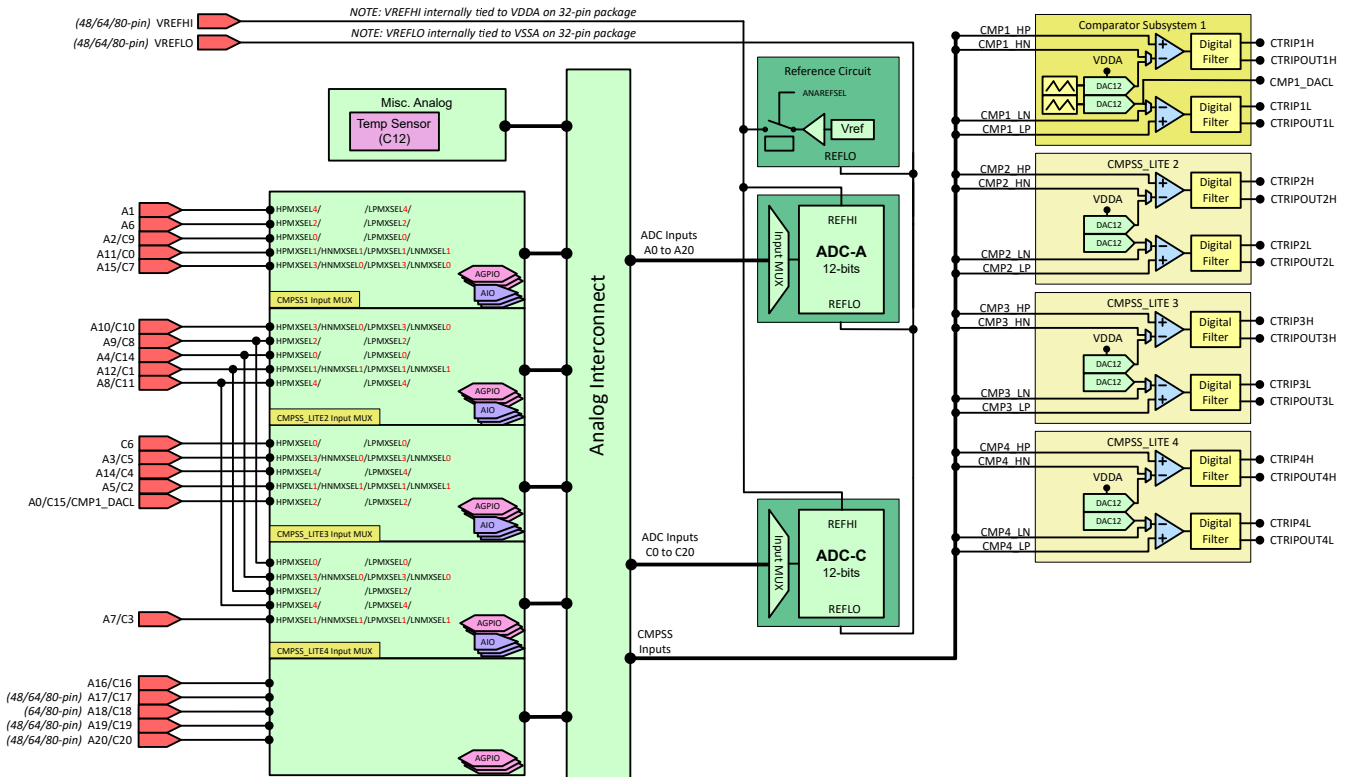 (48/64/80-pin) VREFHI
NOTE: VREFHI internally tied to VDDA on 32-pin package
(48/64/80-pin) VREFLO
NOTE: VREFLO internally tied to VSSA on 32-pin package
Misc. Analog
Temp Sensor
(C12)
A1
A6
A2/C9
A11/C0
A15/C7
HPMXSEL4/ /LPMXSEL4/
HPMXSEL2/ /LPMXSEL2/
HPMXSEL0/ /LPMXSEL0/
HPMXSEL1/HNMXSEL1/LPMXSEL1/LNMXSEL1
HPMXSEL3/HNMXSEL0/LPMXSEL3/LNMXSEL0
AGPIO
AIO
CMPSS1 Input MUX
A10/C10
A9/C8
A4/C14
A12/C1
A8/C11
HPMXSEL3/HNMXSEL0/LPMXSEL3/LNMXSEL0
HPMXSEL2/ /LPMXSEL2/
HPMXSEL0/ /LPMXSEL0/
HPMXSEL1/HNMXSEL1/LPMXSEL1/LNMXSEL1
HPMXSEL4/ /LPMXSEL4/
AGPIO
AIO
CMPSS_LITE2 Input MUX
C6
A3/C5
A14/C4
A5/C2
A0/C15/CMP1_DACL
HPMXSEL0/ /LPMXSEL0/
HPMXSEL3/HNMXSEL0/LPMXSEL3/LNMXSEL0
HPMXSEL4/ /LPMXSEL4/
HPMXSEL1/HNMXSEL1/LPMXSEL1/LNMXSEL1
HPMXSEL2/ /LPMXSEL2/
AGPIO
AIO
CMPSS_LITE3 Input MUX
HPMXSEL0/ /LPMXSEL0/
HPMXSEL3/HNMXSEL0/LPMXSEL3/LNMXSEL0
HPMXSEL2/ /LPMXSEL2/
HPMXSEL4/ /LPMXSEL4/
A7/C3
HPMXSEL1/HNMXSEL1/LPMXSEL1/LNMXSEL1
AGPIO
AIO
CMPSS_LITE4 Input MUX
A16/C16
(48/64/80-pin) A17/C17
(64/80-pin) A18/C18
(48/64/80-pin) A19/C19
(48/64/80-pin) A20/C20
AGPIO
Analog Interconnect
ADC Inputs
A0 to A20
ADC Inputs
C0 to C20
CMPSS
Inputs
Reference Circuit
ANAREFSEL
Vref
REFLO
REFHI
Input MUX
ADC-A
12-bits
REFLO
REFHI
Input MUX
ADC-C
12-bits
REFLO
Comparator Subsystem 1
CMP1_HP
CMP1_HN
VDDA
DAC12
DAC12
CMP1_LN
CMP1_LP
Digital
Filter
Digital
Filter
CTRIP1H
CTRIPOUT1H
CMP1_DACL
CTRIP1L
CTRIPOUT1L
CMPSS_LITE 2
CMP2_HP
CMP2_HN
VDDA
DAC12
DAC12
CMP2_LN
CMP2_LP
Digital
Filter
Digital
Filter
CTRIP2H
CTRIPOUT2H
CTRIP2L
CTRIPOUT2L
CMPSS_LITE 3
CMP3_HP
CMP3_HN
VDDA
DAC12
DAC12
CMP3_LN
CMP3_LP
Digital
Filter
Digital
Filter
CTRIP3H
CTRIPOUT3H
CTRIP3L
CTRIPOUT3L
CMPSS_LITE 4
CMP4_HP
CMP4_HN
VDDA
DAC12
DAC12
CMP4_LN
CMP4_LP
Digital
Filter
Digital
Filter
CTRIP4H
CTRIPOUT4H
CTRIP4L
CTRIPOUT4L